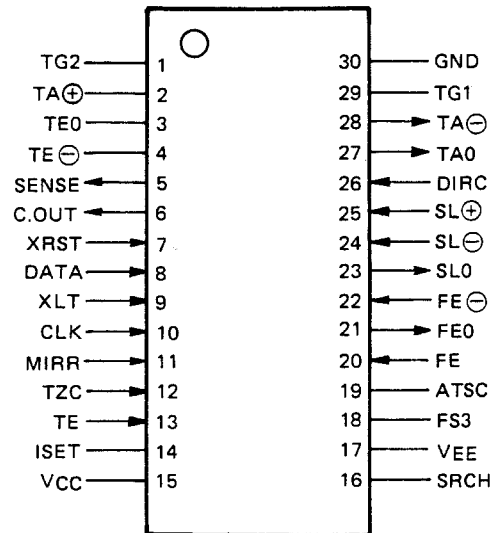 TG2 1 30 GND
TA⊕ 2 29 TG1
TE0 3 28 TA⊖
TE⊖ 4 27 TA0
SENSE 5 26 DIRC
C.OUT 6 25 SL⊕
XRST 7 24 SL⊖
DATA 8 23 SL0
XLT 9 22 FE⊖
CLK 10 21 FE0
MIRR 11 20 FE
TZC 12 19 ATSC
TE 13 18 FS3
ISET 14 17 VEE
VCC 15 16 SRCH